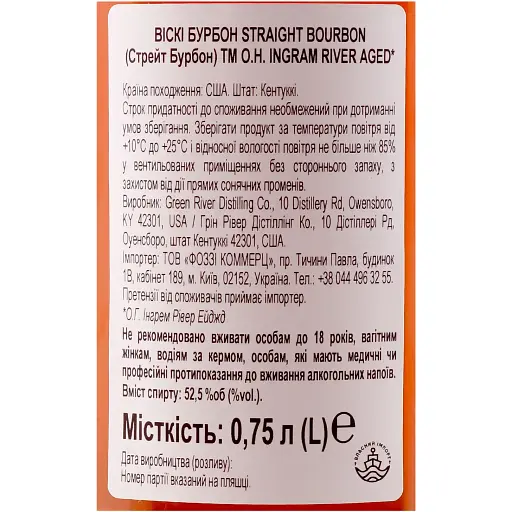 ВІСКІ БУРБОН STRAIGHT BOURBON
(Стрейт Бурбон) ТМ O.H. INGRAM RIVER AGED*
Країна походження: США. Штат: Кентуккі.
Строк придатності до споживання необмежений при дотриманні
умов зберігання. Зберігати продукт за температури повітря від
+10°С до +25°С і відносної вологості повітря не більше ніж 85%
у вентильованих приміщеннях без стороннього запаху, з
захистом від дії прямих сонячних променів.
Виробник: Green River Distilling Co., 10 Distillery Rd, Owensboro,
KY 42301, USA / Грін Рівер Дістіллінг Ко., 10 Дістіллері Рд,
Оуенсборо, штат Кентуккі 42301, США.
Імпортер: ТОВ «ФОЗЗІ КОММЕРЦ», пр. Тичини Павла, будинок
1В, кабінет 189, м. Київ, 02152, Україна. Тел.: +38 044 496 32 55.
Претензії від споживачів приймає імпортер.
*О.Г. Інгрем Рівер Ейджд
Не рекомендовано вживати особам до 18 років, вагітним
жінкам, водіям за кермом, особам, які мають медичні чи
професійні протипоказання до вживання алкогольних напоїв.
Вміст спирту: 52,5 %об (%vol.).
Місткість: 0,75 л (L) ℮
ВЛАСНИЙ ІМПОРТ
Дата виробництва (розливу):
Номер партії вказаний на пляшці.